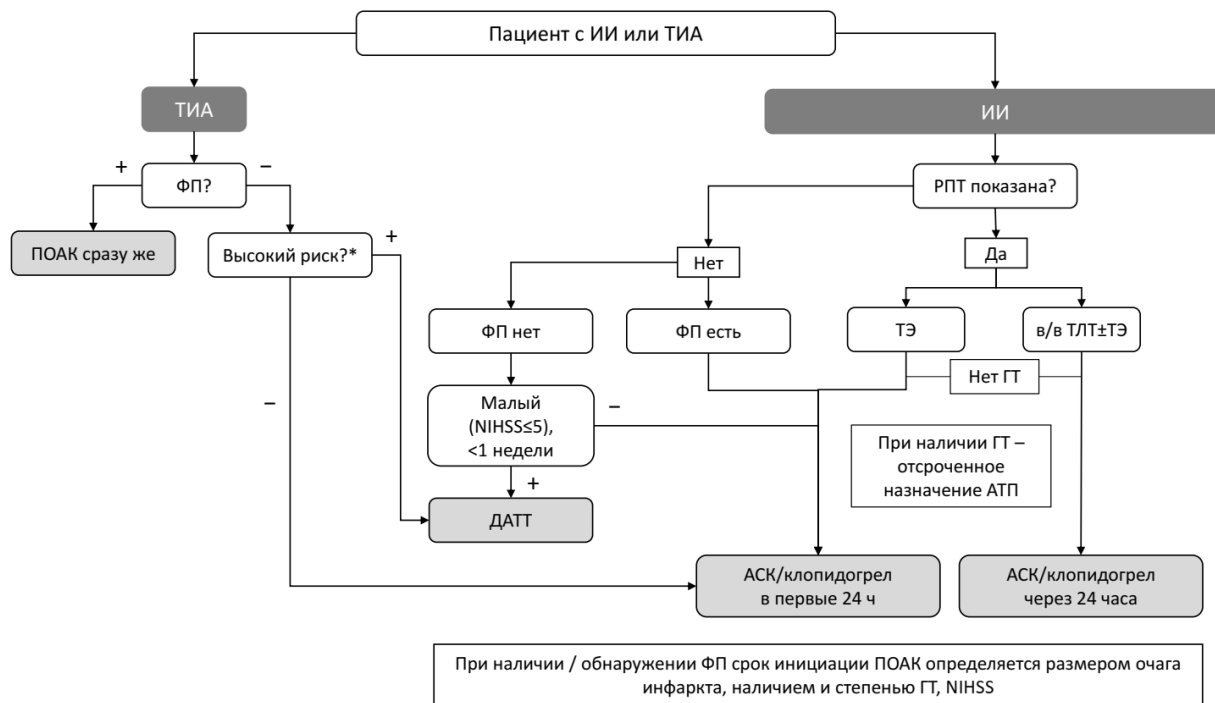 Пациент с ИИ или ТИА
ТИА
ИИ
+
–
ФП?
РПТ показана?
ПОАК сразу же
Высокий риск?*
+
Нет
Да
ФП нет
ФП есть
ТЭ
в/в ТЛТ±ТЭ
Нет ГТ
–
Малый
(NIHSS≤5),
<1 недели
–
При наличии ГТ –
отсроченное
назначение АТП
+
ДАТТ
АСК/клопидогрел
в первые 24 ч
АСК/клопидогрел
через 24 часа
При наличии / обнаружении ФП срок инициации ПОАК определяется размером очага
инфаркта, наличием и степенью ГТ, NIHSS